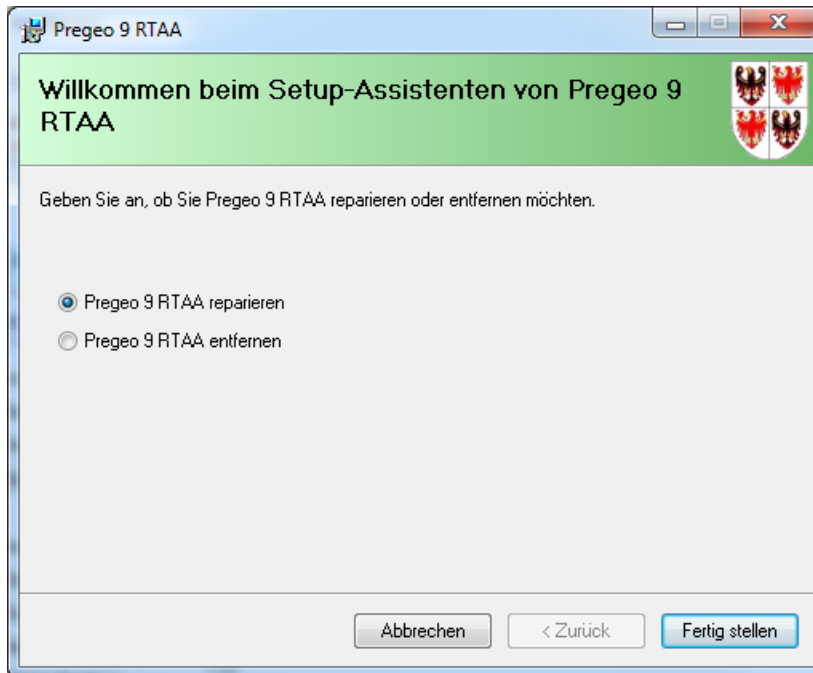 Pregeo 9 RTAA
Willkommen beim Setup-Assistenten von Pregeo 9
RTAA
Geben Sie an, ob Sie Pregeo 9 RTAA reparieren oder entfernen möchten.
Pregeo 9 RTAA reparieren
Pregeo 9 RTAA entfernen
Abbrechen
< Zurück
Fertig stellen